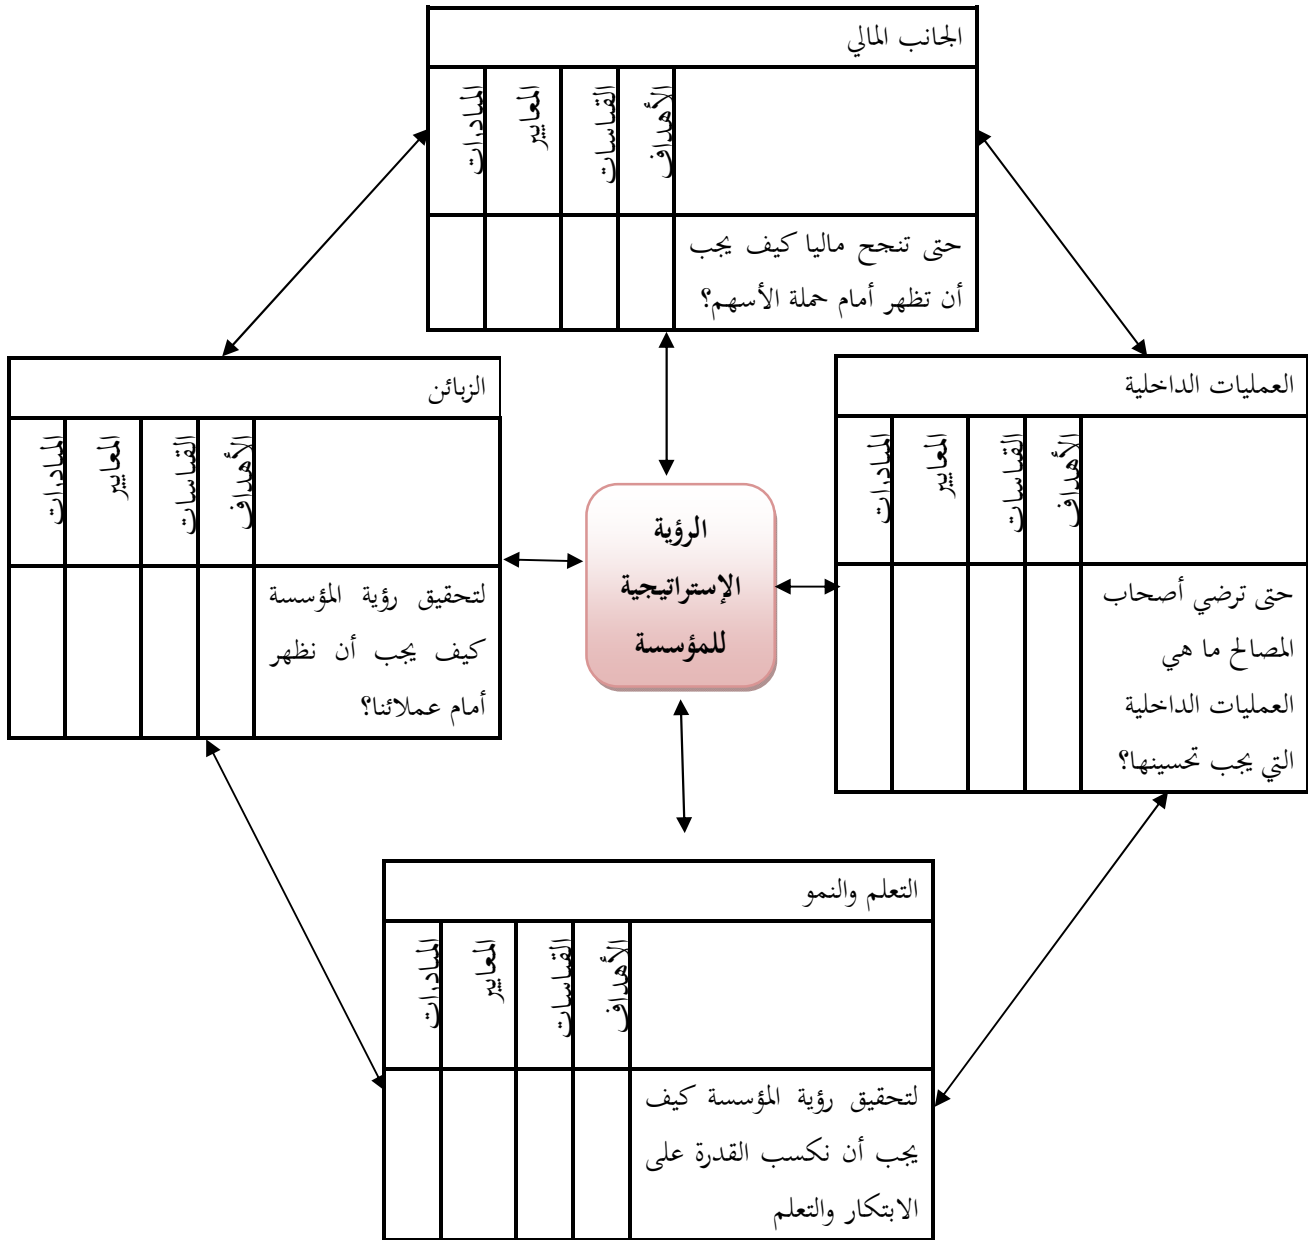 الجانب المالي
الأهداف
القياسات
المعايير
المبادرات
حتى تنجح ماليا كيف يجب
أن تظهر أمام حملة الأسهم؟
العمليات الداخلية
الأهداف
القياسات
المعايير
المبادرات
حتى ترضي أصحاب
المصالح ما هي
العمليات الداخلية
التي يجب تحسينها؟
الرؤية
الإستراتيجية
للمؤسسة
الزبائن
الأهداف
القياسات
المعايير
المبادرات
لتحقيق رؤية المؤسسة
كيف يجب أن نظهر
أمام عملائنا؟
التعلم والنمو
الأهداف
القياسات
المعايير
المبادرات
لتحقيق رؤية المؤسسة كيف
يجب أن نكسب القدرة على
الابتكار والتعلم